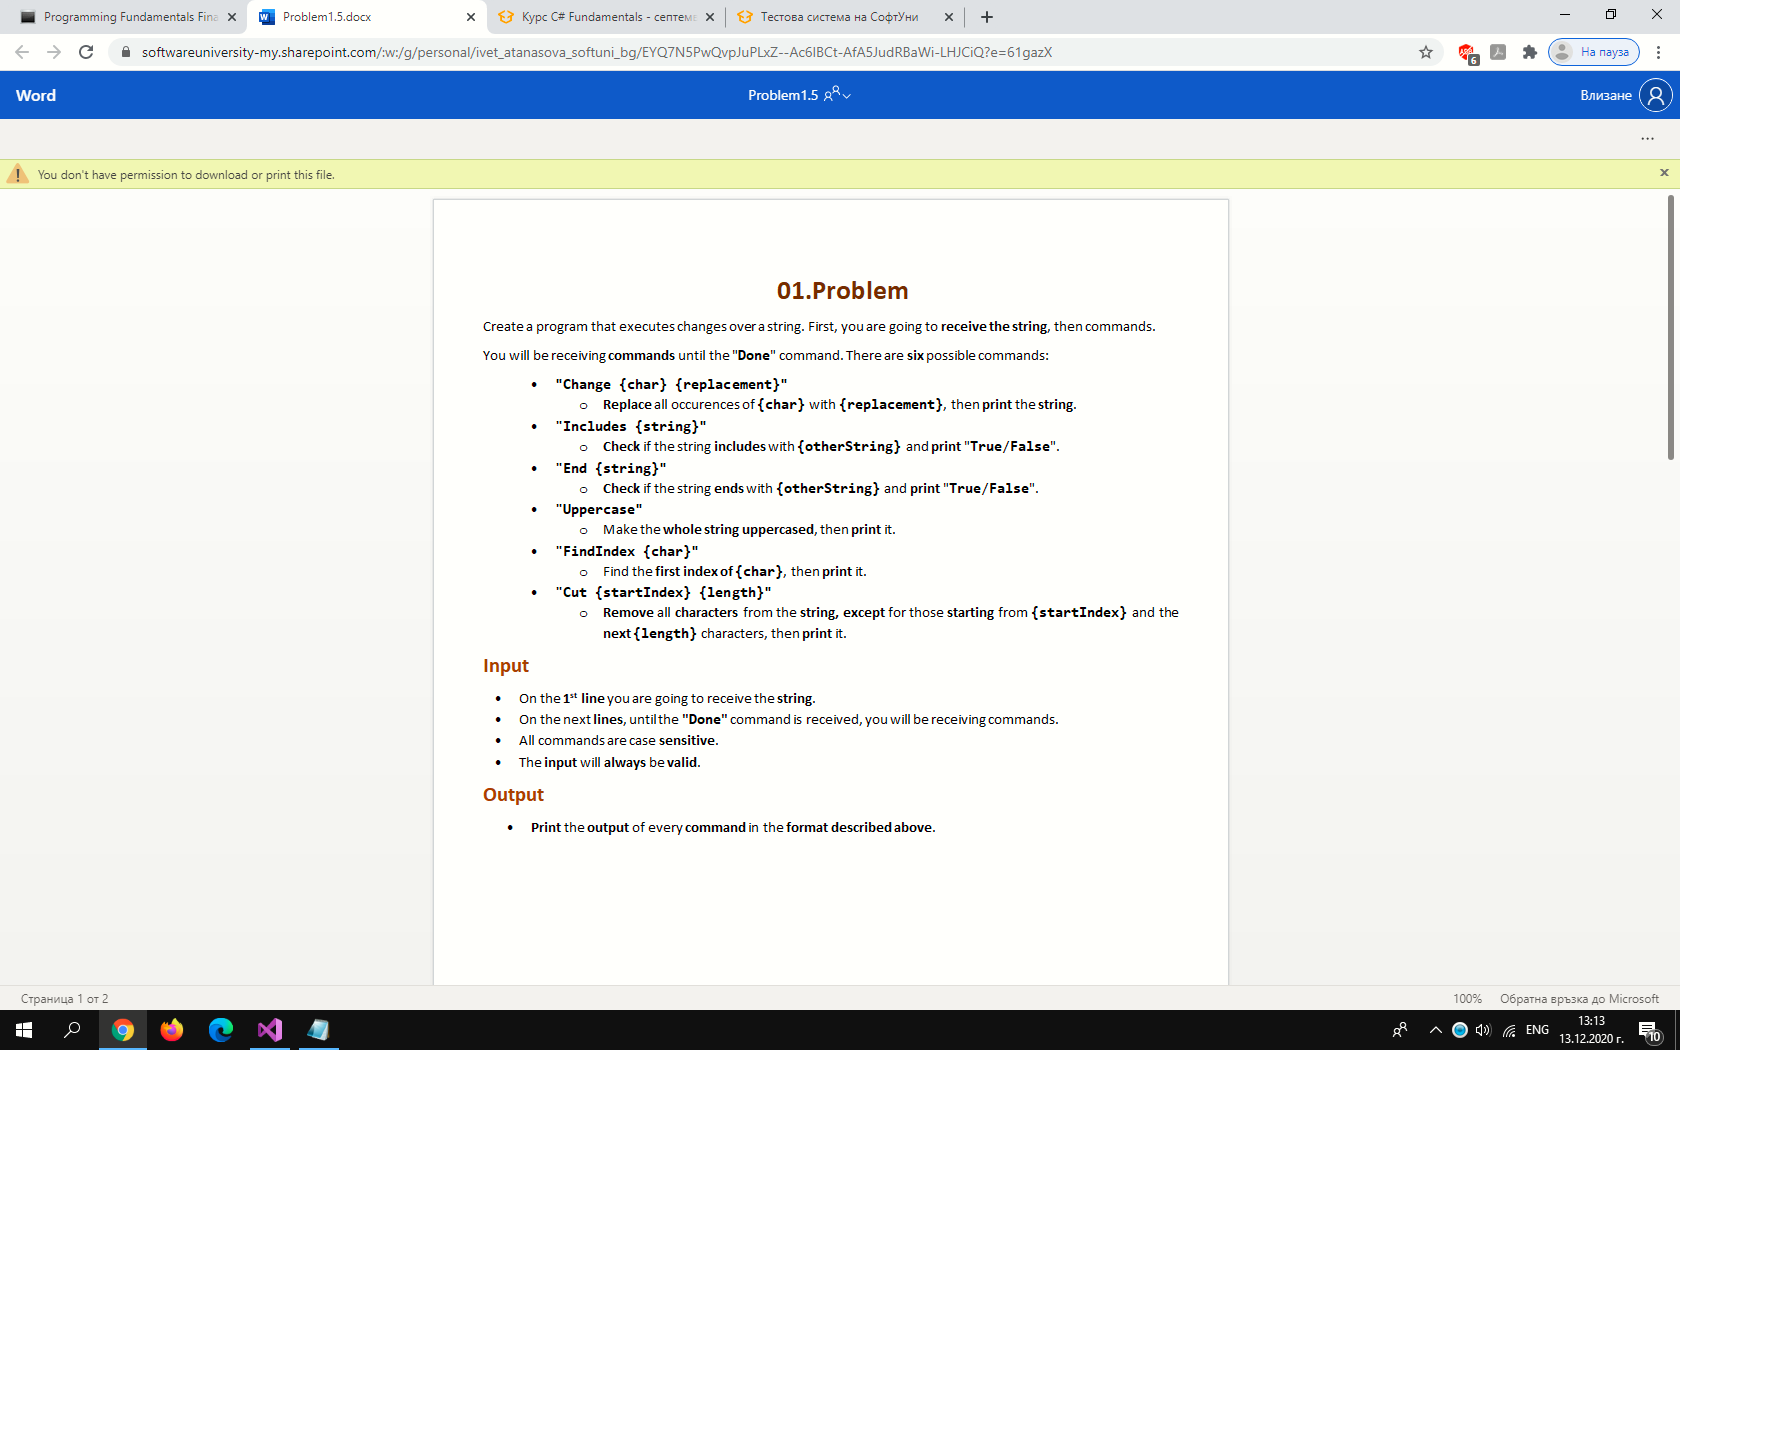 Programming Fundamentals Fina
Problem1.5.docx
Курс C# Fundamentals - септемв
Тестова система на СофтУни
softwareuniversity-my.sharepoint.com/:w:/g/personal/ivet_atanasova_softuni_bg/EYQ7N5PwQvpJuPLxZ--Ac6IBCt-AfA5JudRBaWi-LHJCiQ?e=61gazX
6
На пауза
Word
Problem1.5
Влизане
You don't have permission to download or print this file.
01.Problem
Create a program that executes changes over a string. First, you are going to receive the string, then commands.
You will be receiving commands until the "Done" command. There are six possible commands:
• "Change {char} {replacement}"
o Replace all occurences of {char} with {replacement}, then print the string.
• "Includes {string}"
o Check if the string includes with {otherString} and print "True/False".
• "End {string}"
o Check if the string ends with {otherString} and print "True/False".
• "Uppercase"
o Make the whole string uppercased, then print it.
• "FindIndex {char}"
o Find the first index of {char}, then print it.
• "Cut {startIndex} {length}"
o Remove all characters from the string, except for those starting from {startIndex} and the
next {length} characters, then print it.
Input
• On the 1st line you are going to receive the string.
• On the next lines, until the "Done" command is received, you will be receiving commands.
• All commands are case sensitive.
• The input will always be valid.
Output
• Print the output of every command in the format described above.
Страница 1 от 2
100%
Обратна връзка до Microsoft
ENG
13:13
13.12.2020 г.
10